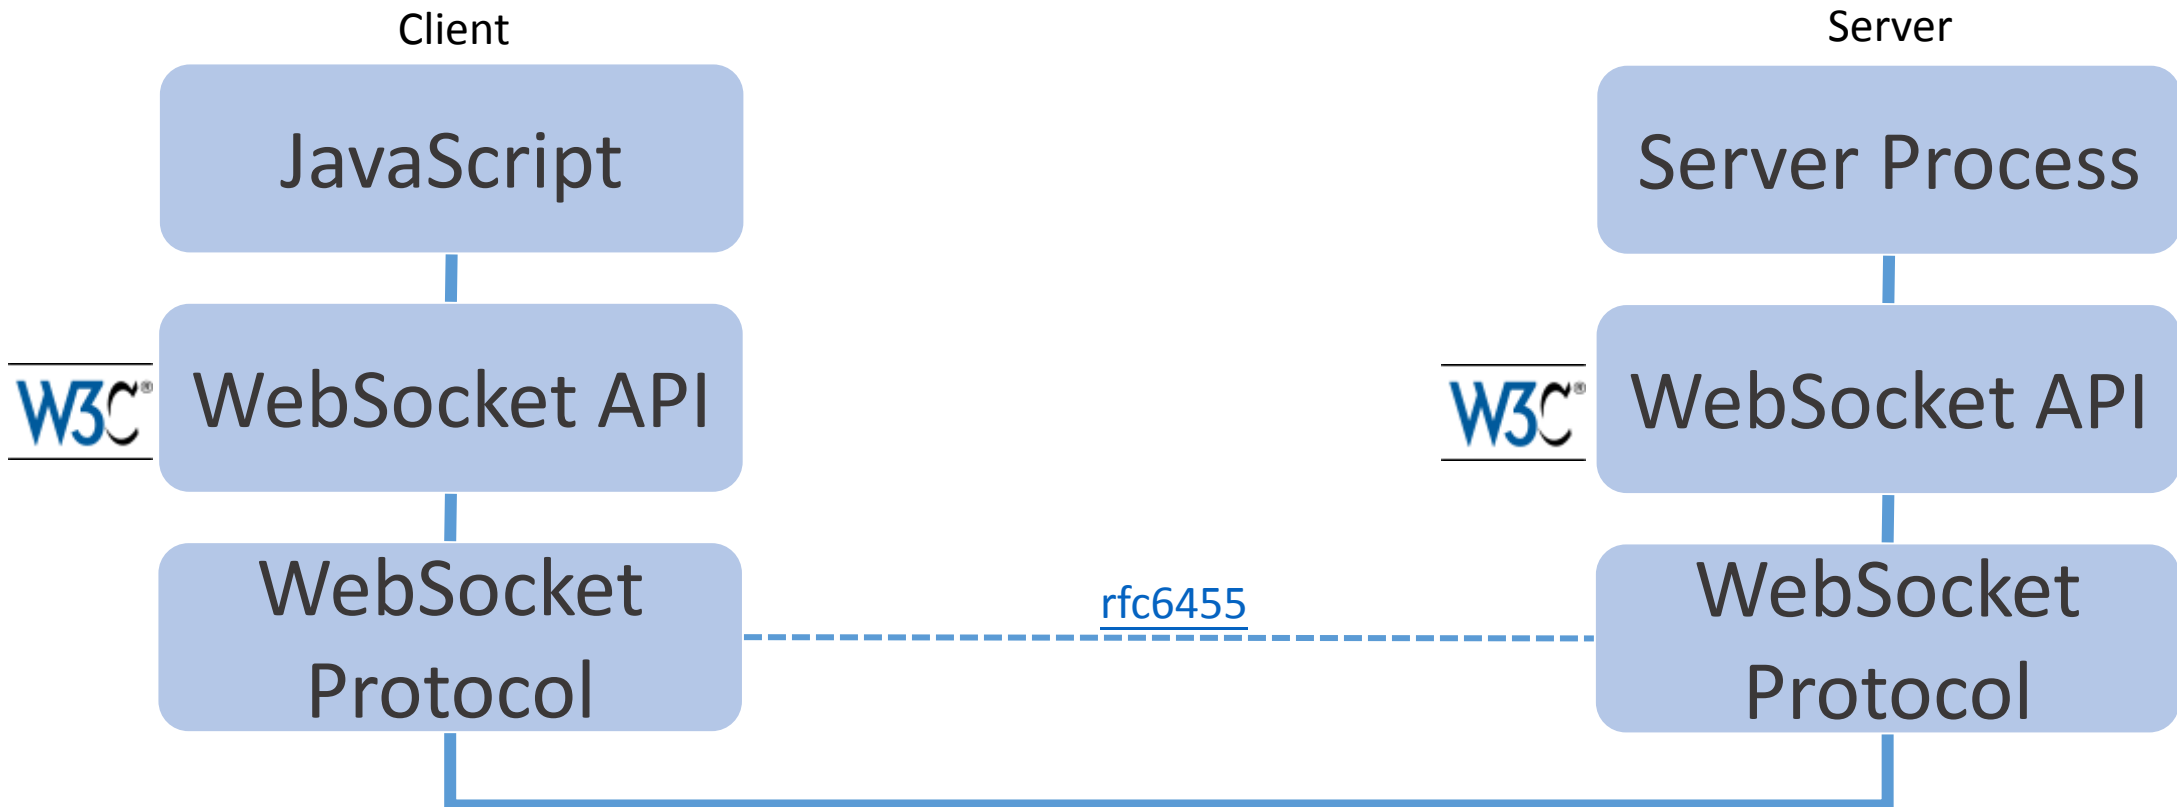 Client
Server
JavaScript
Server Process
W3C®
WebSocket API
W3C®
WebSocket API
WebSocket
Protocol
rfc6455
WebSocket
Protocol